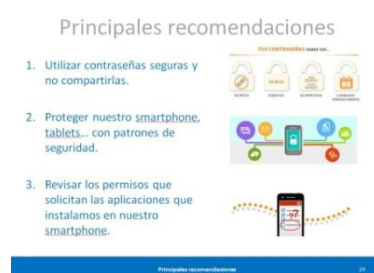 Principales recomendaciones
TUS CONTRASEÑAS DEBEN SER...
1. Utilizar contraseñas seguras y
no compartirlas.
2. Proteger nuestro smartphone,
tablets... con patrones de
seguridad.
3. Revisar los permisos que
solicitan las aplicaciones que
instalamos en nuestro
smartphone.
Principales recomendaciones